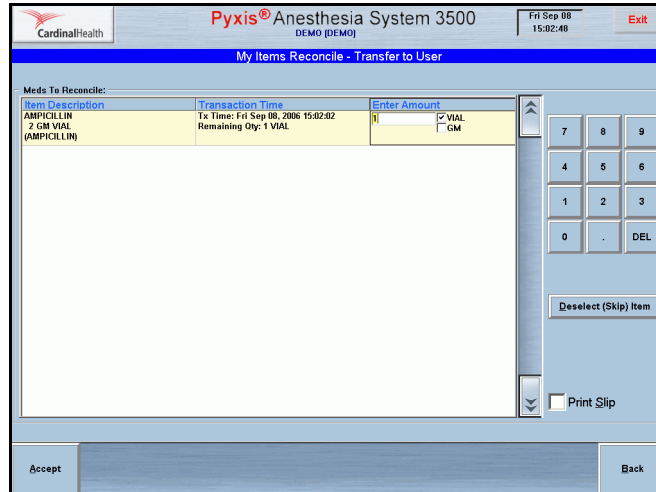 CardinalHealth
Pyxis® Anesthesia System 3500
DEMO (DEMO)
Fri Sep 08
15:02:48
Exit
My Items Reconcile - Transfer to User
Meds To Reconcile:
Item Description Transaction Time Enter Amount
AMPICILLIN Tx Time: Fri Sep 08, 2006 15:02:02 1 VIAL
2 GM VIAL Remaining Qty: 1 VIAL GM
(AMPICILLIN)
7 8 9
4 5 6
1 2 3
0 . DEL
Deselect (Skip) Item
Print Slip
Accept Back